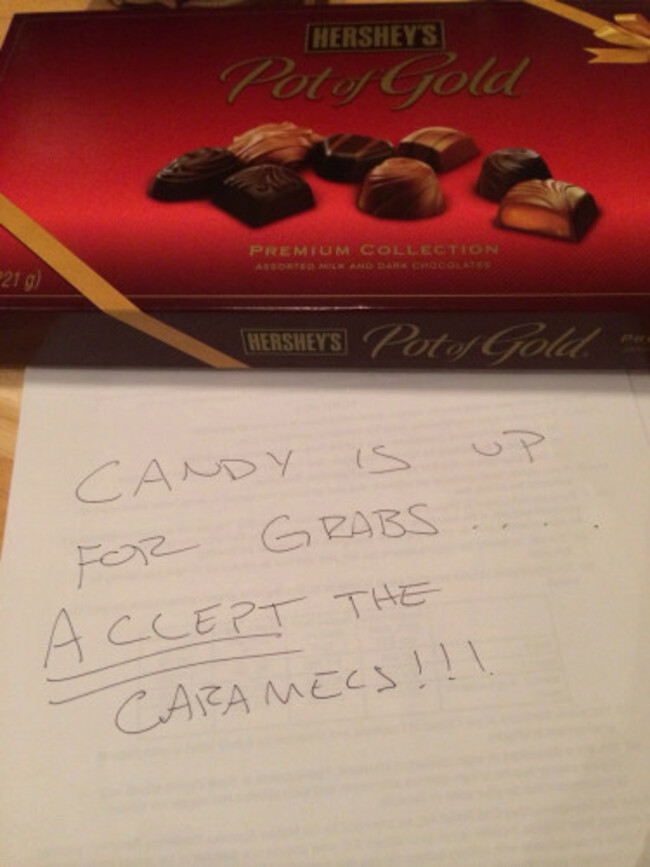 HERSHEY'S
Pot of Gold
PREMIUM COLLECTION
ASSORTED MILK AND DARK CHOCOLATES
21 g)
HERSHEY'S Pot of Gold
CANDY IS UP
FOR GRABS.....
ACCEPT THE
CARAMELS!!!